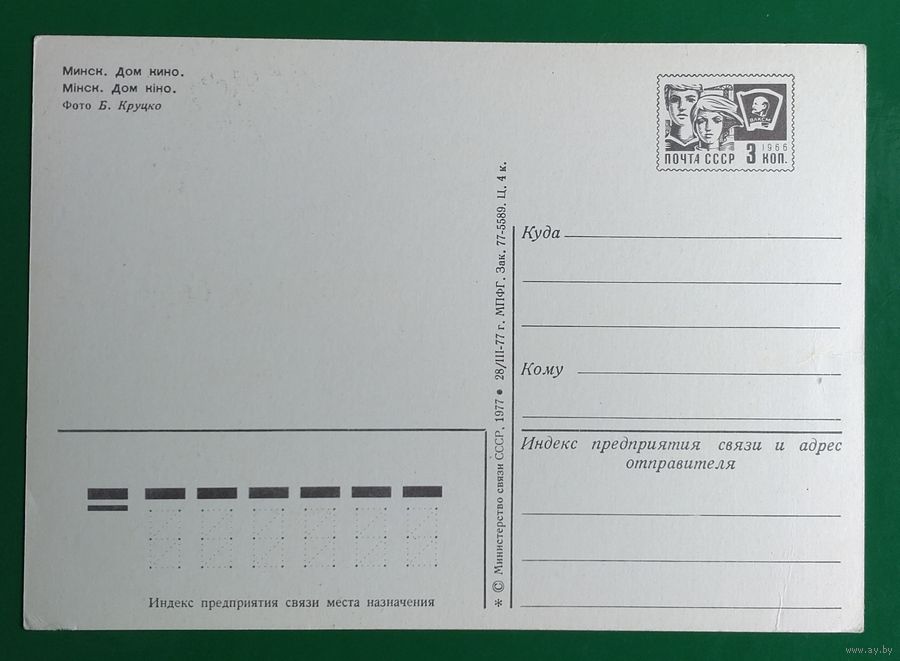 Минск. Дом кино.
Мінск. Дом кіно.
Фото Б. Круцко
ВЛКСМ
1966
ПОЧТА СССР 3 КОП.
Куда
Кому
Индекс предприятия связи и адрес
отправителя
* © Министерство связи СССР, 1977 • 28/III-77 г. МПФГ. Зак. 77-5589. Ц. 4 к.
Индекс предприятия связи места назначения
www.ay.by